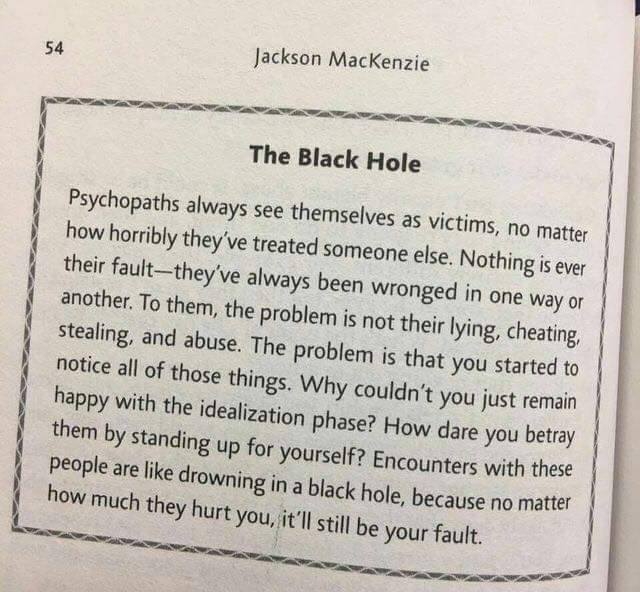 54
Jackson MacKenzie
The Black Hole
Psychopaths always see themselves as victims, no matter
how horribly they've treated someone else. Nothing is ever
their fault—they've always been wronged in one way or
another. To them, the problem is not their lying, cheating,
stealing, and abuse. The problem is that you started to
notice all of those things. Why couldn't you just remain
happy with the idealization phase? How dare you betray
them by standing up for yourself? Encounters with these
people are like drowning in a black hole, because no matter
how much they hurt you, it'll still be your fault.